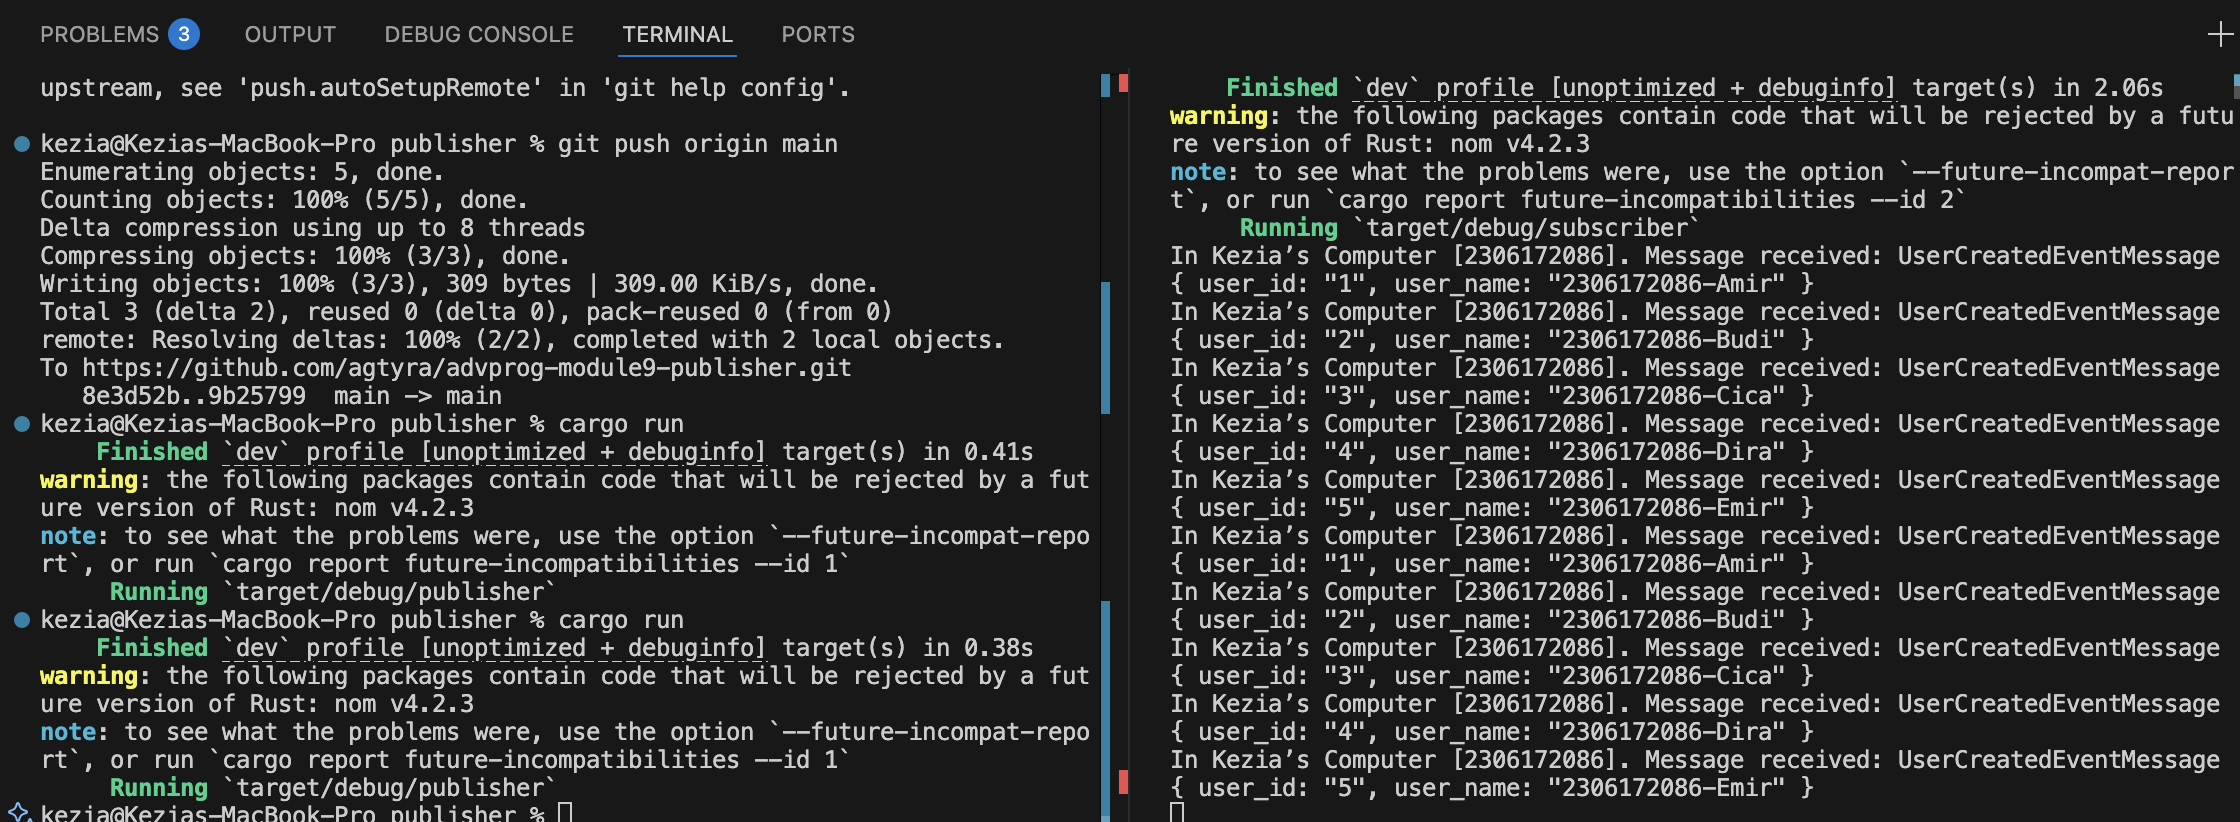 PROBLEMS 3 OUTPUT DEBUG CONSOLE TERMINAL PORTS
upstream, see 'push.autoSetupRemote' in 'git help config'.
kezia@Kezias-MacBook-Pro publisher % git push origin main
Enumerating objects: 5, done.
Counting objects: 100% (5/5), done.
Delta compression using up to 8 threads
Compressing objects: 100% (3/3), done.
Writing objects: 100% (3/3), 309 bytes | 309.00 KiB/s, done.
Total 3 (delta 2), reused 0 (delta 0), pack-reused 0 (from 0)
remote: Resolving deltas: 100% (2/2), completed with 2 local objects.
To https://github.com/agtyra/advprog-module9-publisher.git
   8e3d52b..9b25799  main -> main
kezia@Kezias-MacBook-Pro publisher % cargo run
    Finished `dev` profile [unoptimized + debuginfo] target(s) in 0.41s
warning: the following packages contain code that will be rejected by a fut
ure version of Rust: nom v4.2.3
note: to see what the problems were, use the option `--future-incompat-repo
rt`, or run `cargo report future-incompatibilities --id 1`
     Running `target/debug/publisher`
kezia@Kezias-MacBook-Pro publisher % cargo run
    Finished `dev` profile [unoptimized + debuginfo] target(s) in 0.38s
warning: the following packages contain code that will be rejected by a fut
ure version of Rust: nom v4.2.3
note: to see what the problems were, use the option `--future-incompat-repo
rt`, or run `cargo report future-incompatibilities --id 1`
     Running `target/debug/publisher`
kezia@Kezias-MacBook-Pro publisher %
    Finished `dev` profile [unoptimized + debuginfo] target(s) in 2.06s
warning: the following packages contain code that will be rejected by a futu
re version of Rust: nom v4.2.3
note: to see what the problems were, use the option `--future-incompat-repor
t`, or run `cargo report future-incompatibilities --id 2`
     Running `target/debug/subscriber`
In Kezia’s Computer [2306172086]. Message received: UserCreatedEventMessage
{ user_id: "1", user_name: "2306172086-Amir" }
In Kezia’s Computer [2306172086]. Message received: UserCreatedEventMessage
{ user_id: "2", user_name: "2306172086-Budi" }
In Kezia’s Computer [2306172086]. Message received: UserCreatedEventMessage
{ user_id: "3", user_name: "2306172086-Cica" }
In Kezia’s Computer [2306172086]. Message received: UserCreatedEventMessage
{ user_id: "4", user_name: "2306172086-Dira" }
In Kezia’s Computer [2306172086]. Message received: UserCreatedEventMessage
{ user_id: "5", user_name: "2306172086-Emir" }
In Kezia’s Computer [2306172086]. Message received: UserCreatedEventMessage
{ user_id: "1", user_name: "2306172086-Amir" }
In Kezia’s Computer [2306172086]. Message received: UserCreatedEventMessage
{ user_id: "2", user_name: "2306172086-Budi" }
In Kezia’s Computer [2306172086]. Message received: UserCreatedEventMessage
{ user_id: "3", user_name: "2306172086-Cica" }
In Kezia’s Computer [2306172086]. Message received: UserCreatedEventMessage
{ user_id: "4", user_name: "2306172086-Dira" }
In Kezia’s Computer [2306172086]. Message received: UserCreatedEventMessage
{ user_id: "5", user_name: "2306172086-Emir" }